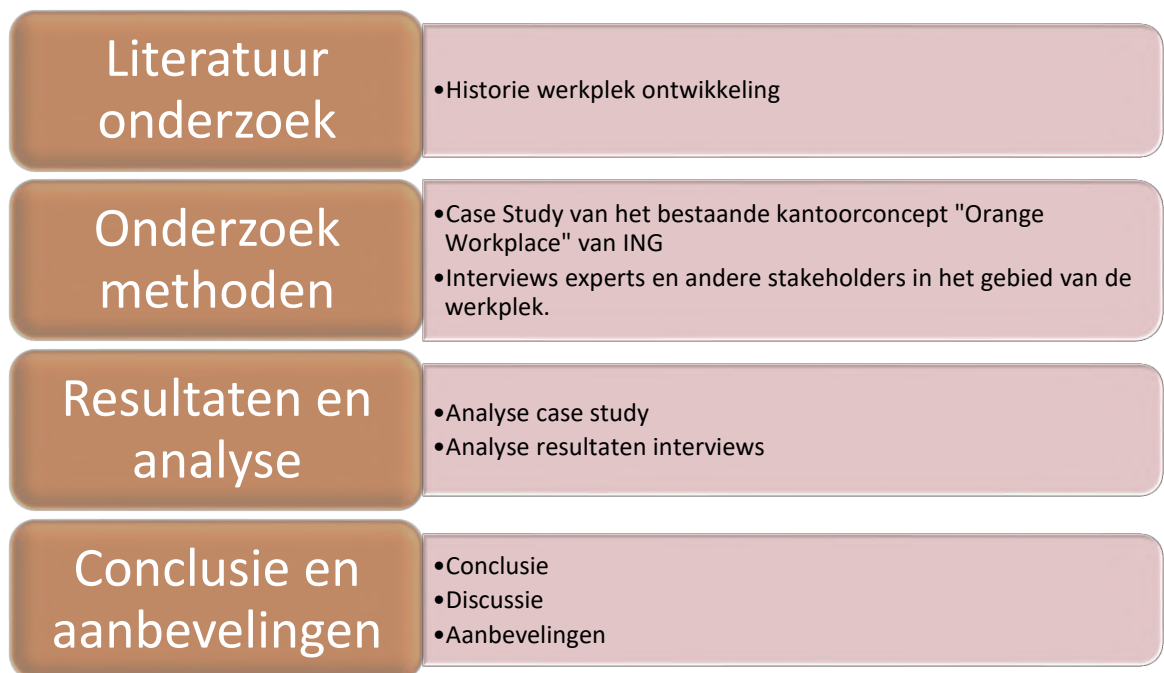 Literatuur
onderzoek
•Historie werkplek ontwikkeling
Onderzoek
methoden
•Case Study van het bestaande kantoorconcept "Orange
Workplace" van ING
•Interviews experts en andere stakeholders in het gebied van de
werkplek.
Resultaten en
analyse
•Analyse case study
•Analyse resultaten interviews
Conclusie en
aanbevelingen
•Conclusie
•Discussie
•Aanbevelingen